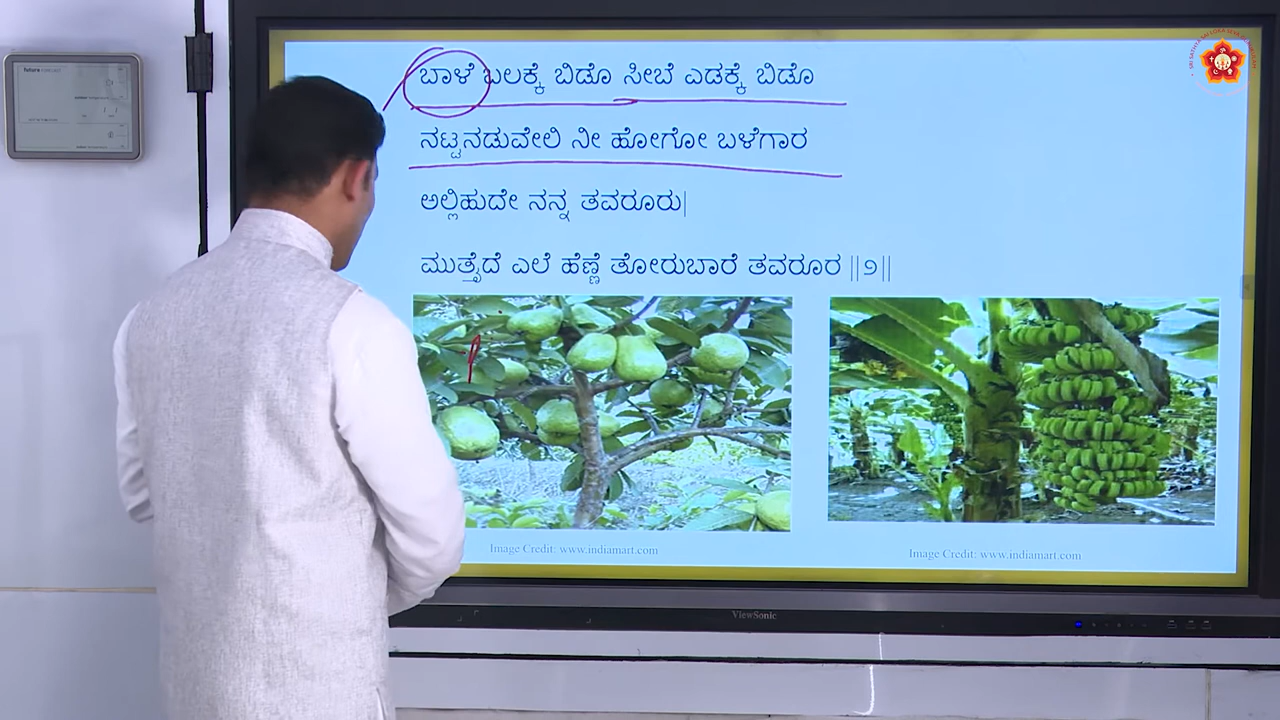 ಬಾಳೆ ಬಲಕ್ಕೆ ಬಿಡೊ ಸೀಬೆ ಎಡಕ್ಕೆ ಬಿಡೊ
ನಟ್ಟನಡುವೇಲಿ ನೀ ಹೋಗೋ ಬಳೆಗಾರ
ಅಲ್ಲಿಹುದೇ ನನ್ನ ತವರೂರು|
ಮುತ್ತೈದೆ ಎಲೆ ಹೆಣ್ಣೆ ತೋರುಬಾರೆ ತವರೂರ ||೨||
Image Credit: www.indiamart.com
Image Credit: www.indiamart.com
ViewSonic